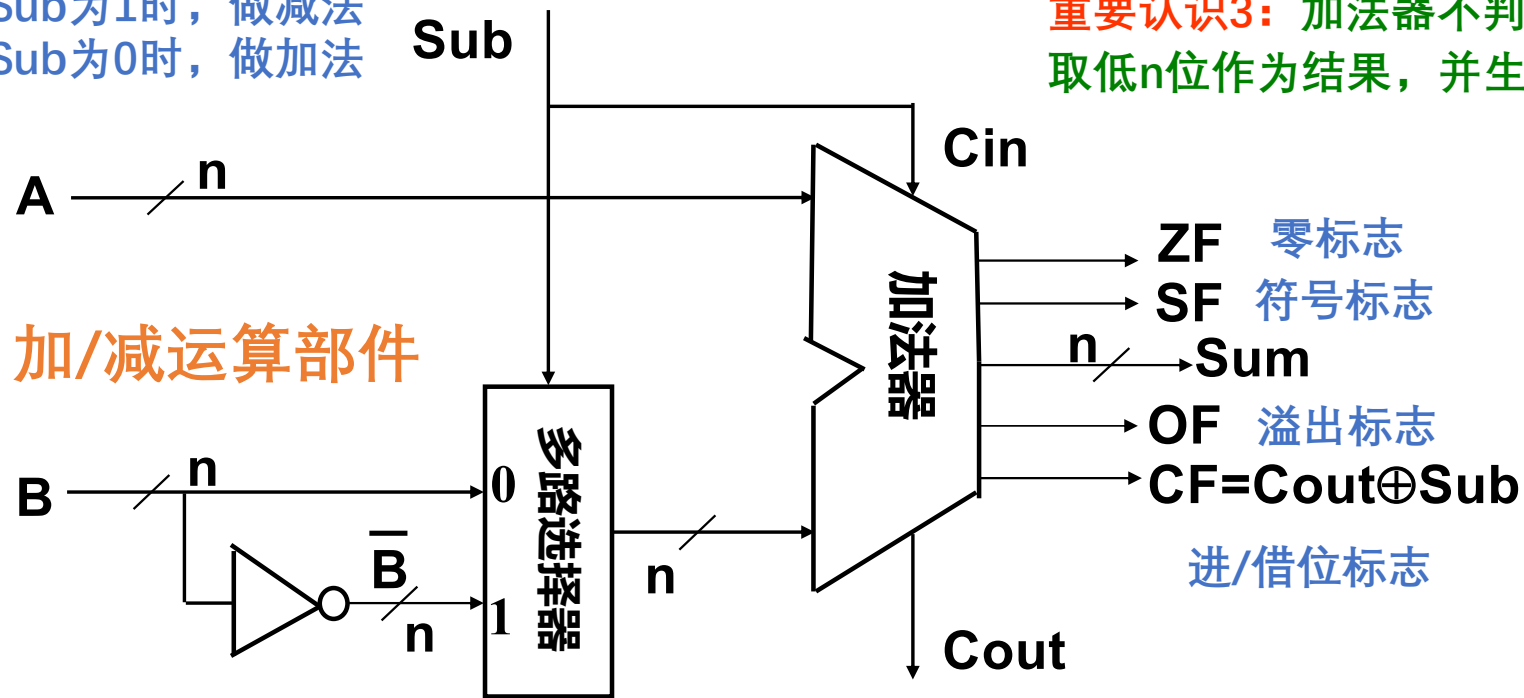 Sub为1时，做减法
Sub为0时，做加法
Sub
重要认识3：加法器不判
取低n位作为结果，并生
Cin
A
n
ZF 零标志
SF 符号标志
加法器
n
Sum
加/减运算部件
OF 溢出标志
CF=Cout⊕Sub
进/借位标志
B
n
0
多路选择器
n
B̅
n
1
Cout